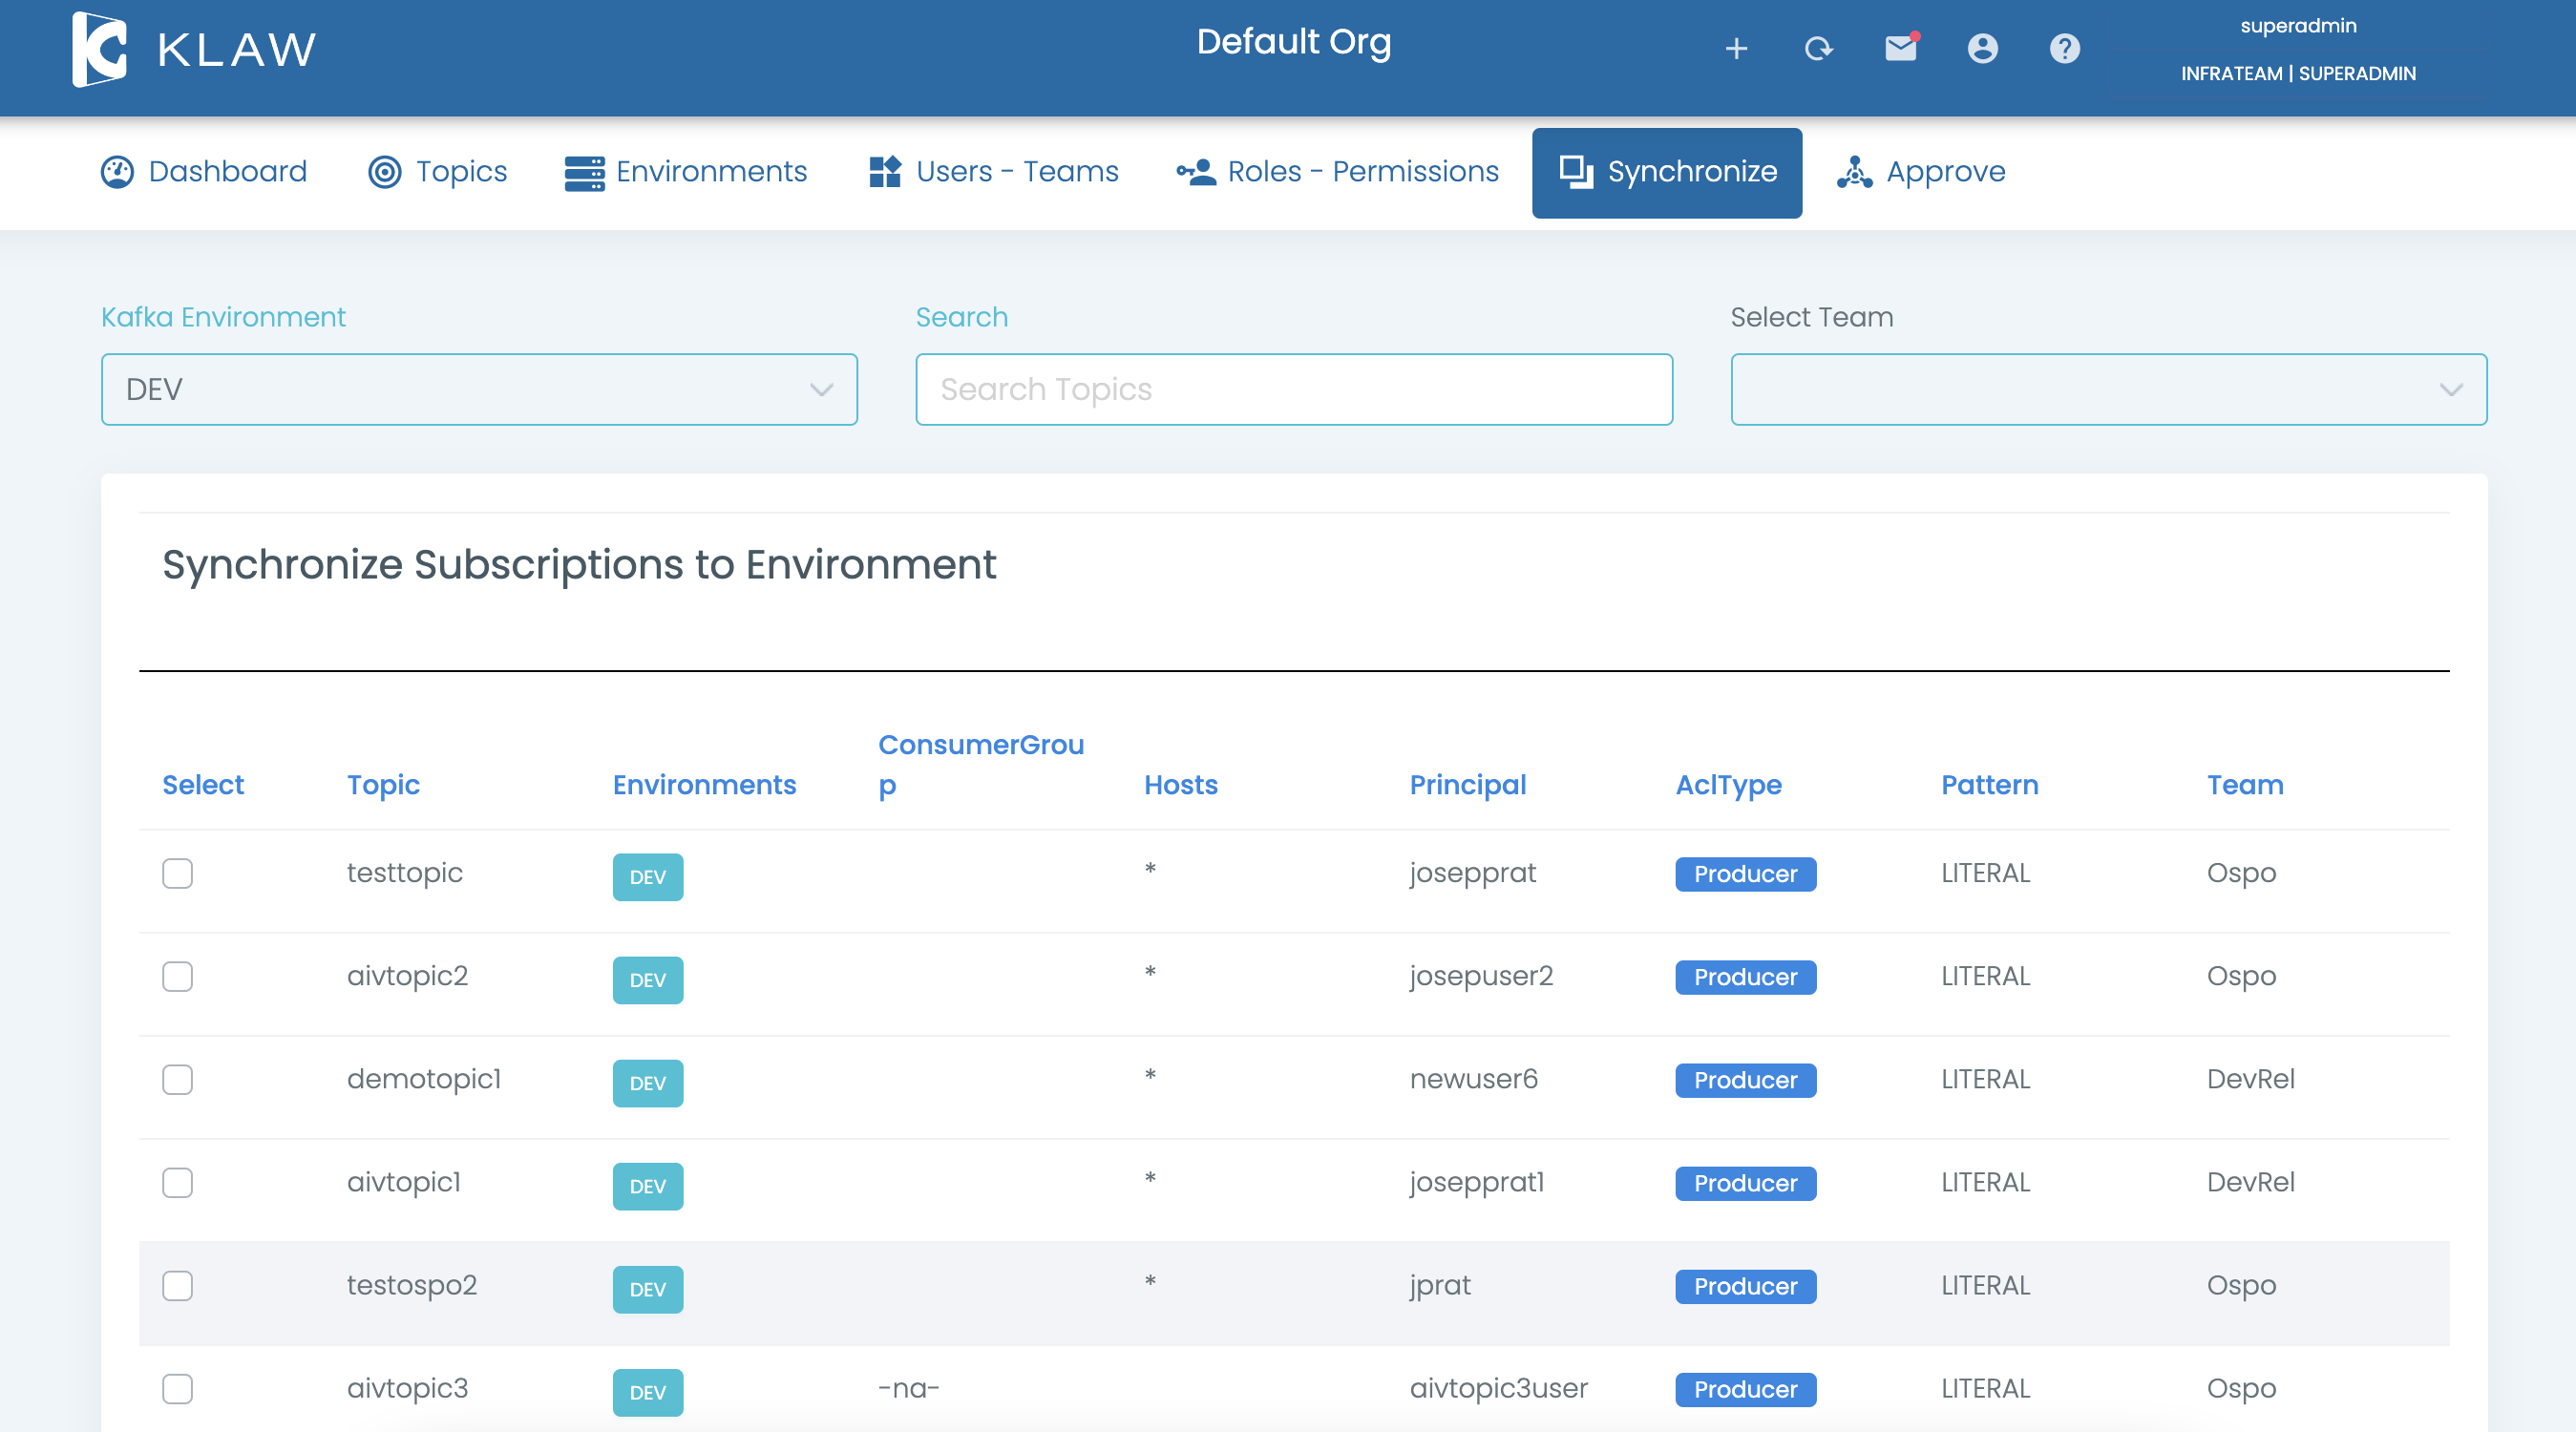 KLAW
Default Org
superadmin
INFRATEAM | SUPERADMIN
Dashboard
Topics
Environments
Users - Teams
Roles - Permissions
Synchronize
Approve
Kafka Environment
Search
Select Team
DEV
Search Topics
Synchronize Subscriptions to Environment
Select Topic Environments ConsumerGrou
p Hosts Principal AclType Pattern Team
testtopic DEV * josepprat Producer LITERAL Ospo
aivtopic2 DEV * josepuser2 Producer LITERAL Ospo
demotopic1 DEV * newuser6 Producer LITERAL DevRel
aivtopic1 DEV * josepprat1 Producer LITERAL DevRel
testospo2 DEV * jprat Producer LITERAL Ospo
aivtopic3 DEV -na- aivtopic3user Producer LITERAL Ospo